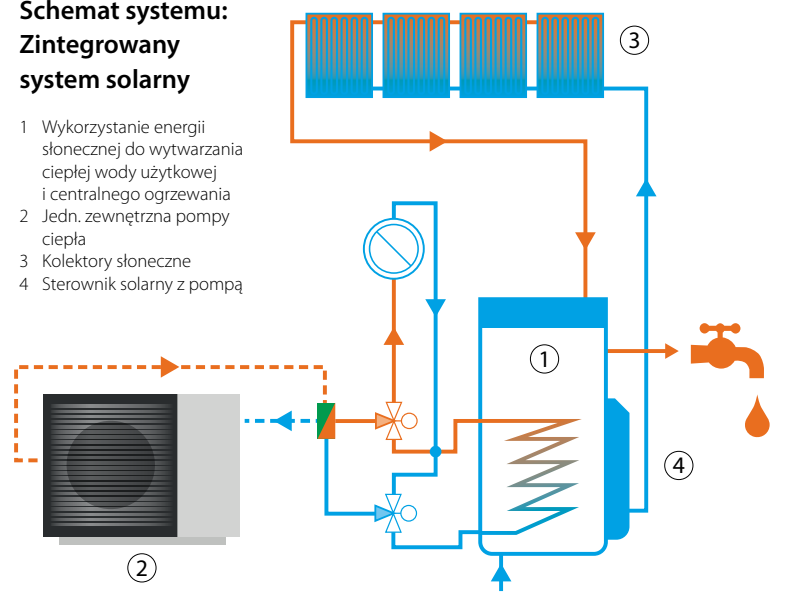 Schemat systemu:
Zintegrowany
system solarny
1 Wykorzystanie energii
słonecznej do wytwarzania
ciepłej wody użytkowej
i centralnego ogrzewania
2 Jedn. zewnętrzna pompy
ciepła
3 Kolektory słoneczne
4 Sterownik solarny z pompą
3
1
4
2